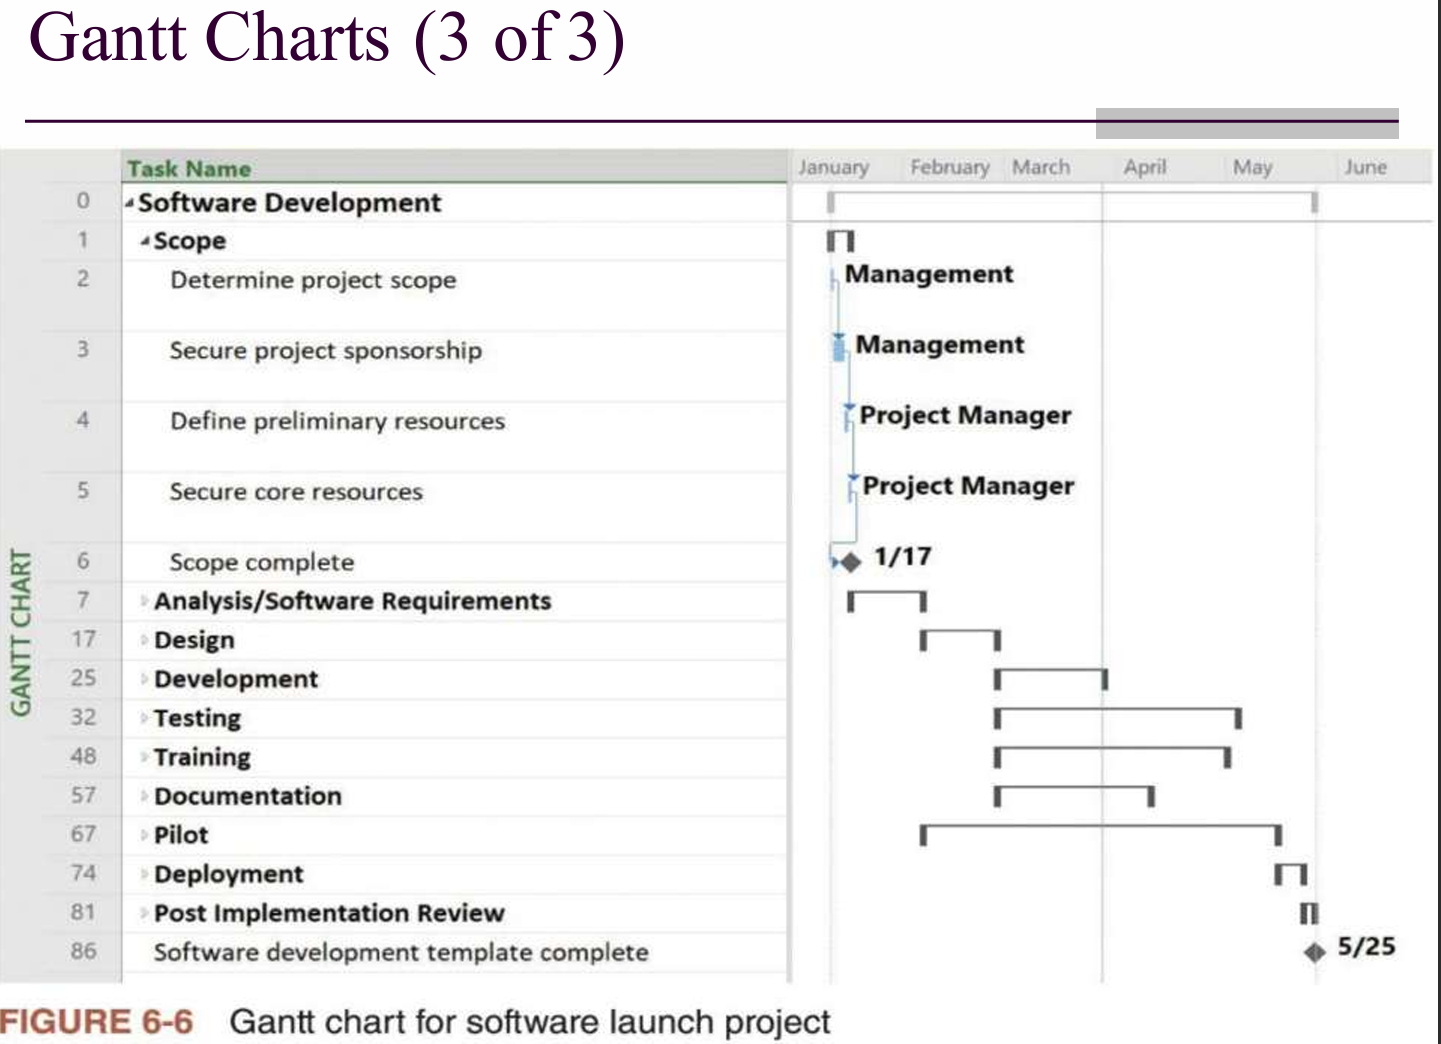 Gantt Charts (3 of 3)
Task Name January February March April May June
0 Software Development
1 Scope
2 Determine project scope Management
3 Secure project sponsorship Management
4 Define preliminary resources Project Manager
5 Secure core resources Project Manager
6 Scope complete 1/17
7 Analysis/Software Requirements
17 Design
25 Development
32 Testing
48 Training
57 Documentation
67 Pilot
74 Deployment
81 Post Implementation Review
86 Software development template complete 5/25
GANTT CHART
FIGURE 6-6 Gantt chart for software launch project